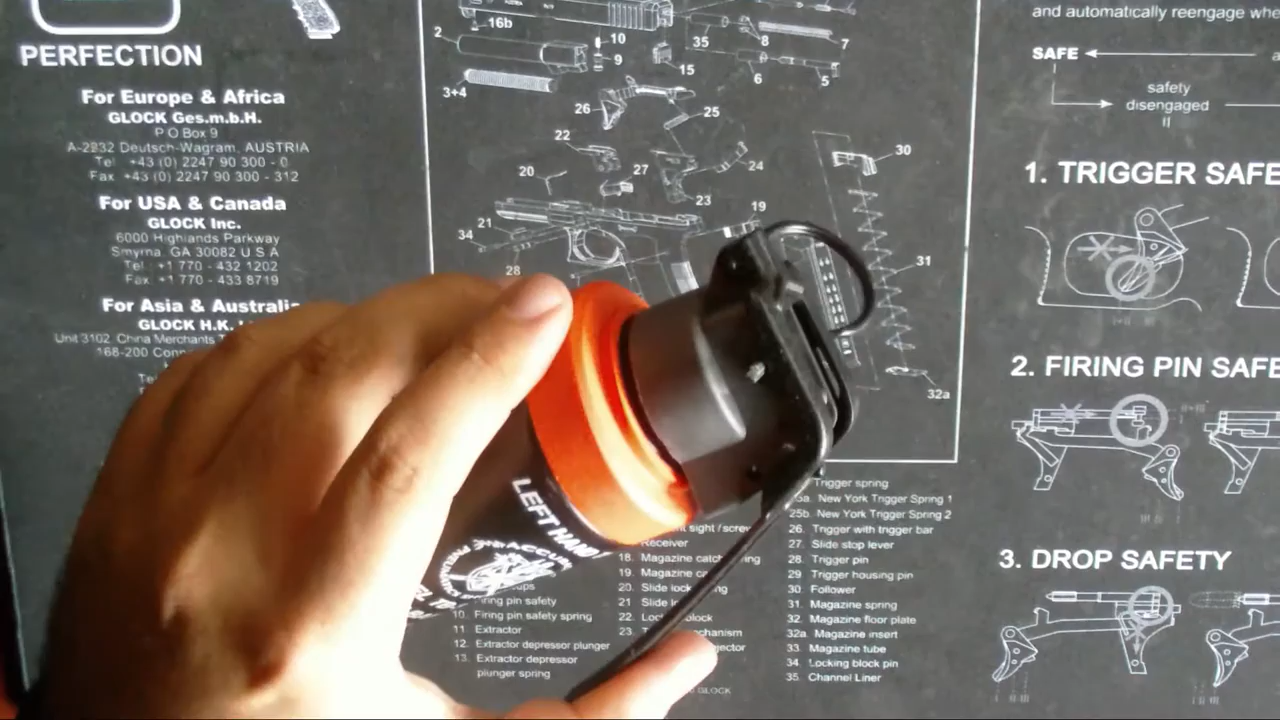 PERFECTION
For Europe & Africa
GLOCK Ges.m.b.H.
P O Box 9
A-2232 Deutsch-Wagram, AUSTRIA
Tel +43 (0) 2247 90 300 - 0
Fax +43 (0) 2247 90 300 - 312
For USA & Canada
GLOCK Inc.
6000 Highlands Parkway
Smyrna, GA 30082 U S A
Tel +1 770 - 432 1202
Fax +1 770 - 433 8719
For Asia & Australia
GLOCK H.K.
Unit 3102 China Merchants
168-200
16b
2
10
9
3+4
15
35
8
7
6
5
26
25
22
24
20
27
23
30
21
19
34
28
31
32a
LEFT HAND
Firing pin safety
10. Firing pin safety spring
11 Extractor
12. Extractor depressor plunger
13. Extractor depressor
plunger spring
sight / screw
Receiver
18. Magazine catch
19. Magazine
20. Slide lock
21 Slide
22. block
23. mechanism
Trigger spring
New York Trigger Spring 1
25b. New York Trigger Spring 2
26. Trigger with trigger bar
27. Slide stop lever
28 Trigger pin
29 Trigger housing pin
30. Follower
31. Magazine spring
32. Magazine floor plate
32a. Magazine insert
33. Magazine tube
34. Locking block pin
35. Channel Liner
GLOCK
and automatically reengage
SAFE
safety
disengaged
II
1. TRIGGER SAFE
2. FIRING PIN SAFE
3. DROP SAFETY